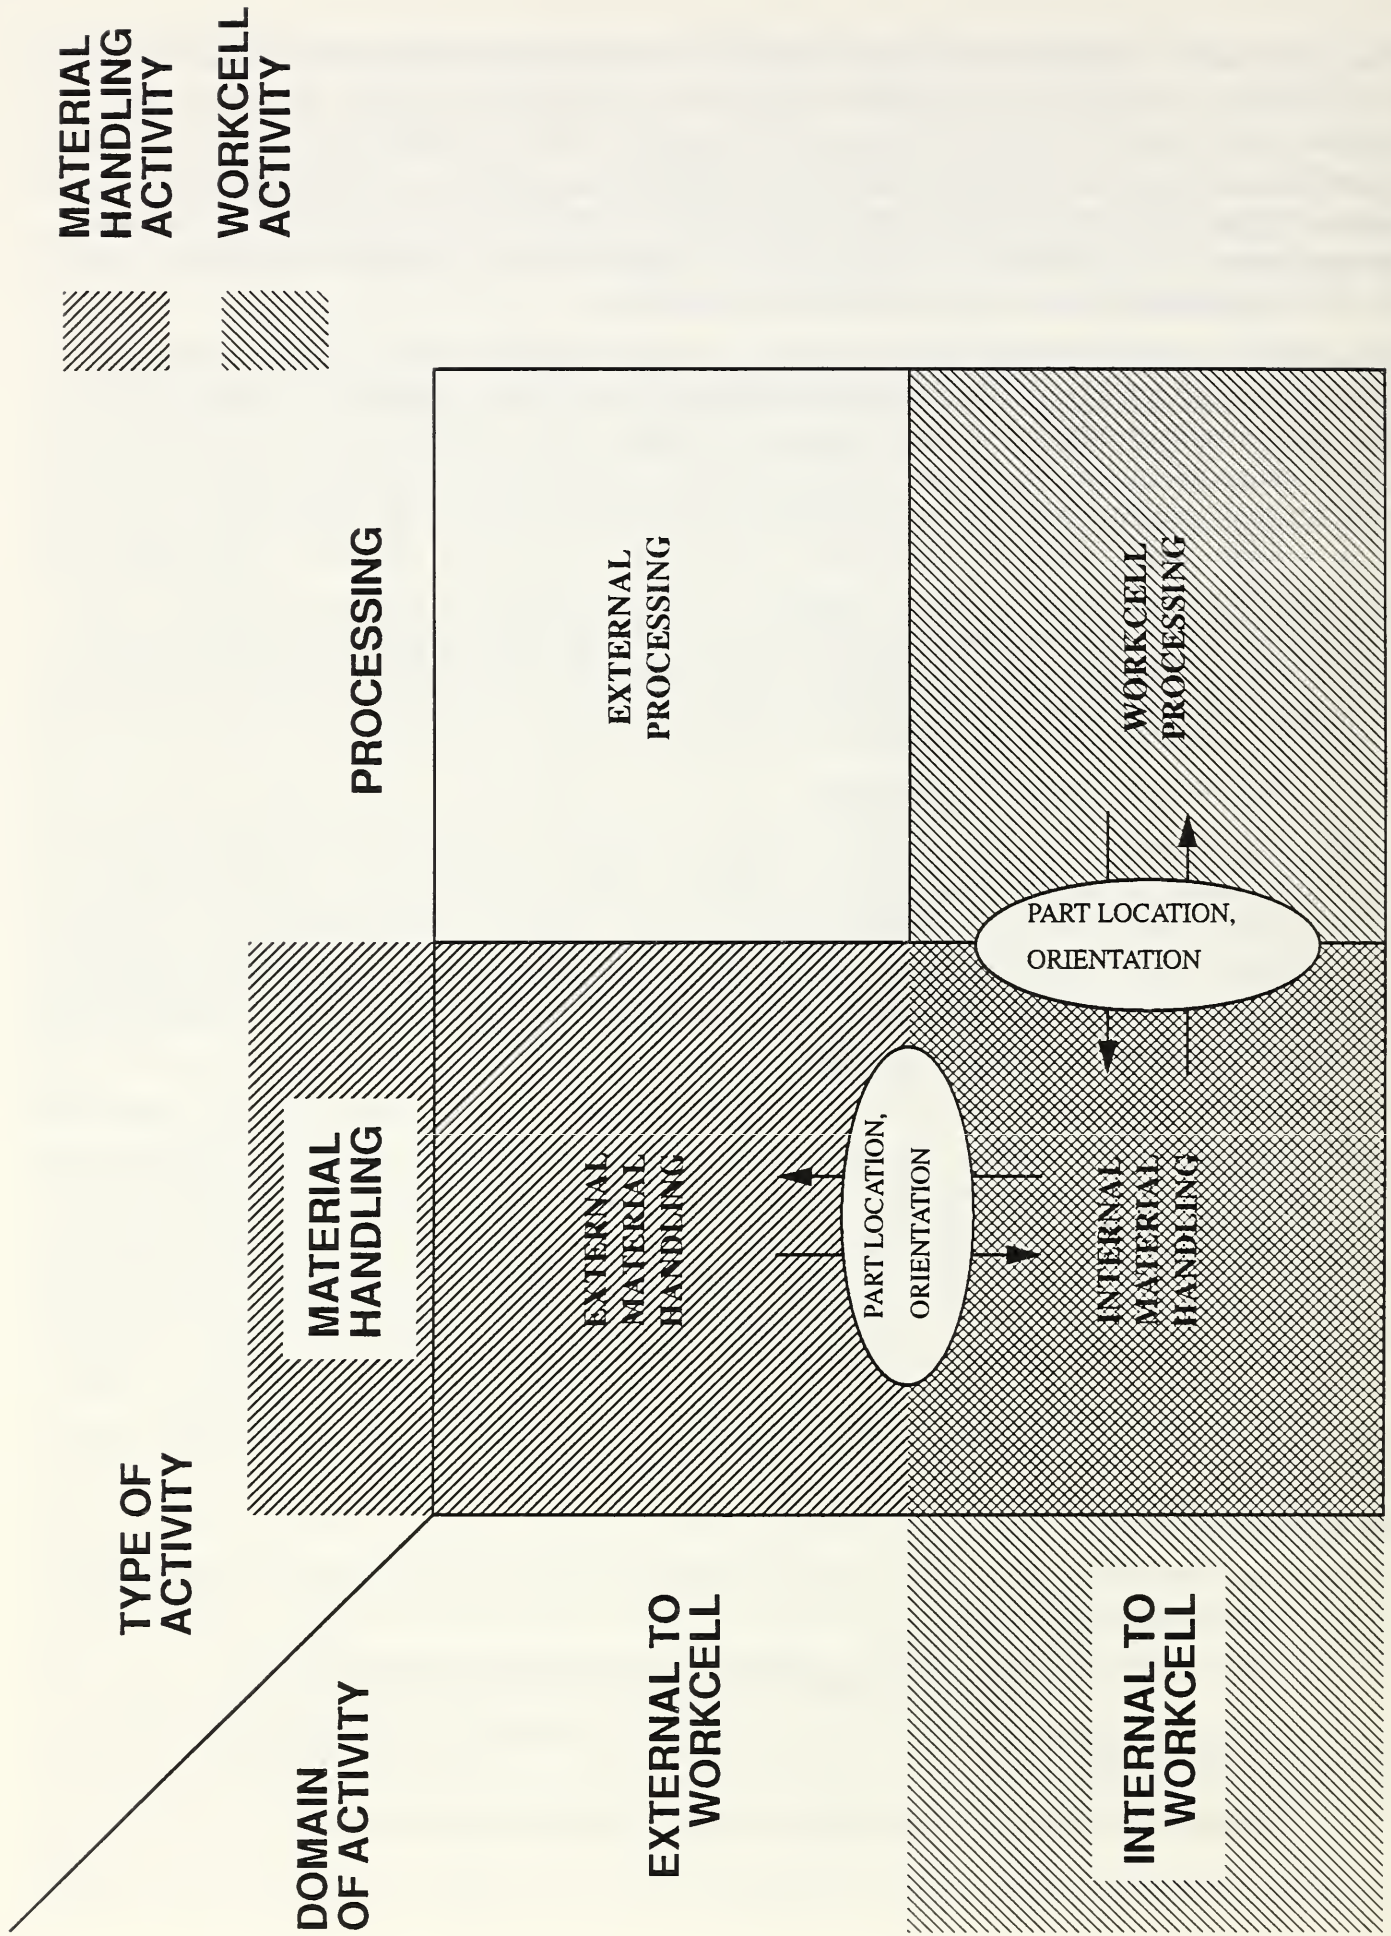 MATERIAL
HANDLING
ACTIVITY
WORKCELL
ACTIVITY
TYPE OF
ACTIVITY
DOMAIN
OF ACTIVITY
MATERIAL
HANDLING
PROCESSING
EXTERNAL TO
WORKCELL
EXTERNAL
MATERIAL
HANDLING
EXTERNAL
PROCESSING
PART LOCATION,
ORIENTATION
INTERNAL TO
WORKCELL
INTERNAL
MATERIAL
HANDLING
PART LOCATION,
ORIENTATION
WORKCELL
PROCESSING